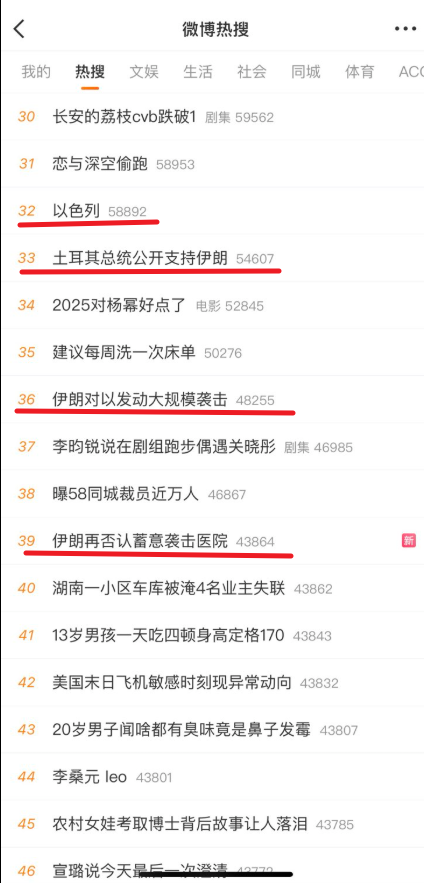 微博热搜
我的 热搜 文娱 生活 社会 同城 体育 ACG
30 长安的荔枝cvb跌破1 剧集 59562
31 恋与深空偷跑 58953
32 以色列 58892
33 土耳其总统公开支持伊朗 54607
34 2025对杨幂好点了 电影 52845
35 建议每周洗一次床单 50276
36 伊朗对以发动大规模袭击 48255
37 李昀锐说在剧组跑步偶遇关晓彤 剧集 46985
38 曝58同城裁员近万人 46867
39 伊朗再否认蓄意袭击医院 43864 新
40 湖南一小区车库被淹4名业主失联 43862
41 13岁男孩一天吃四顿身高定格170 43843
42 美国末日飞机敏感时刻现异常动向 43832
43 20岁男子闻啥都有臭味竟是鼻子发霉 43807
44 李桑元 leo 43801
45 农村女娃考取博士背后故事让人落泪 43785
46 宣璐说今天最后一次澄清 43772